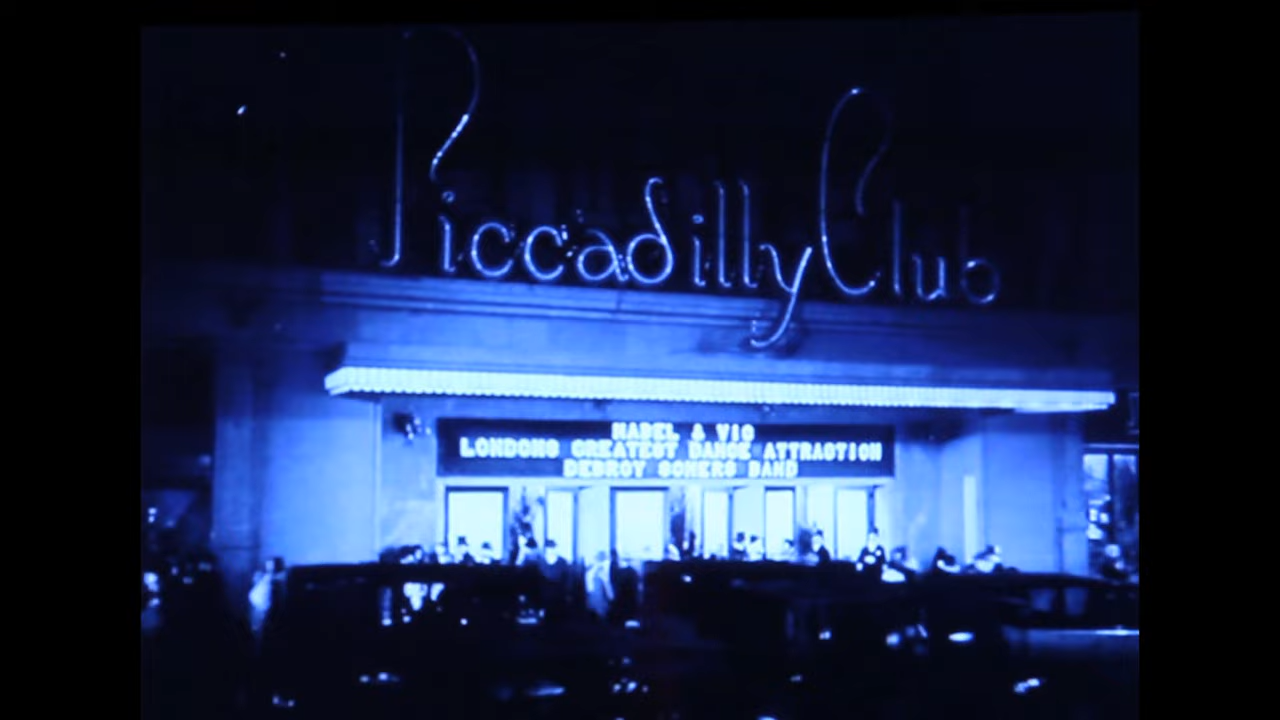 Piccadilly Club
MABEL & VIC
LONDONS GREATEST DANCE ATTRACTION
DEBROY SOMERS BAND